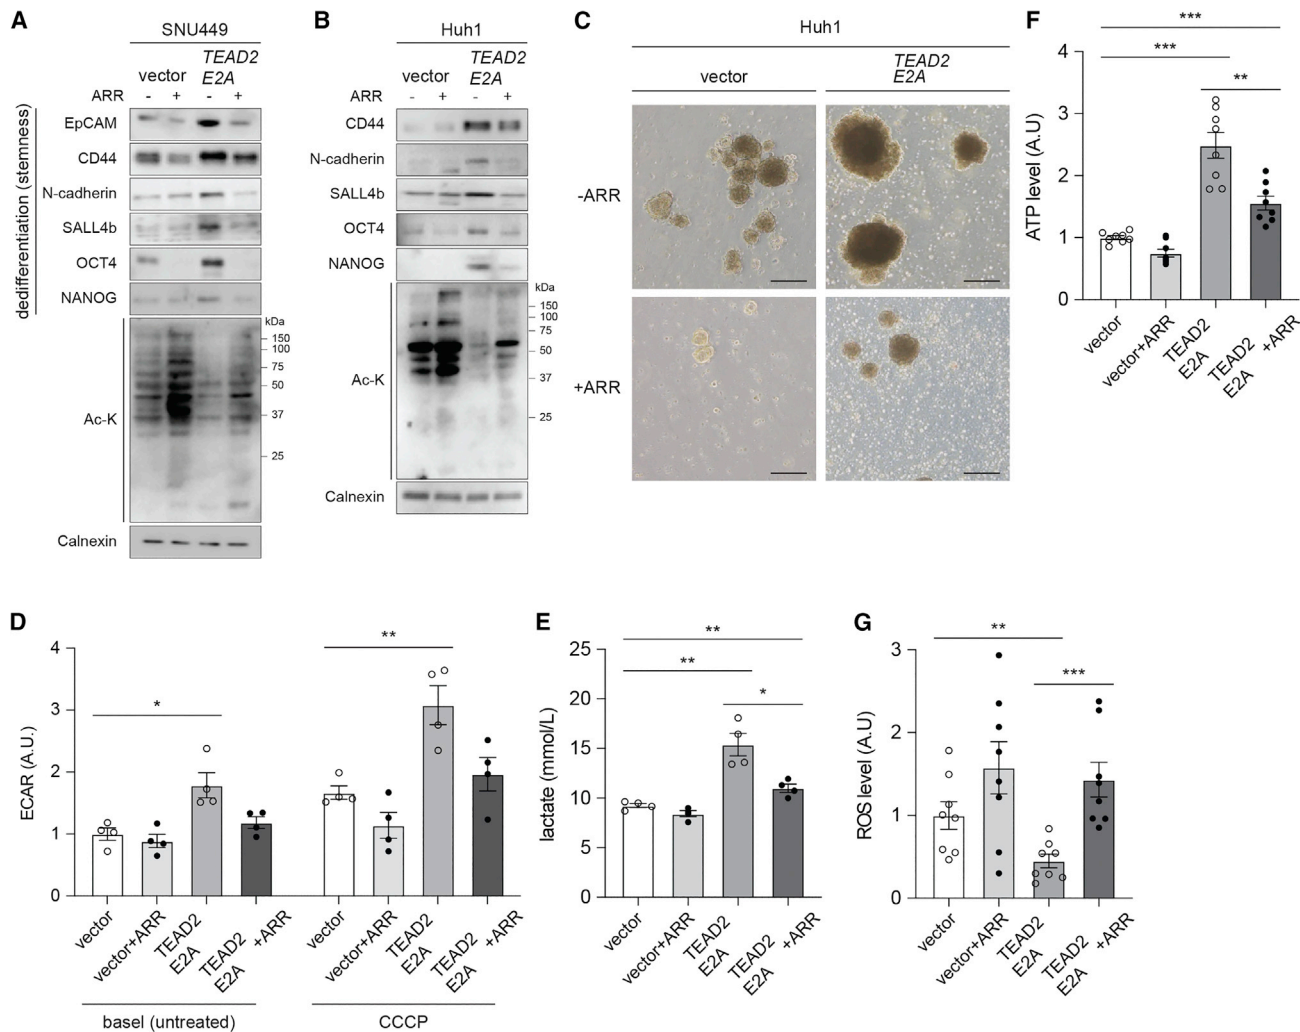 A
SNU449
vector
TEAD2
E2A
ARR - + - +
dedifferentiation (stemness)
EpCAM
CD44
N-cadherin
SALL4b
OCT4
NANOG
Ac-K
kDa
150
100
75
50
37
25
Calnexin
B
Huh1
vector
TEAD2
E2A
ARR - + - +
CD44
N-cadherin
SALL4b
OCT4
NANOG
Ac-K
kDa
150
100
75
50
37
25
Calnexin
C
Huh1
vector
TEAD2
E2A
-ARR
+ARR
F
ATP level (A.U)
4
3
2
1
0
***
***
**
vector
vector+ARR
TEAD2
E2A
TEAD2
E2A
+ARR
D
ECAR (A.U.)
4
3
2
1
0
*
**
vector
vector+ARR
TEAD2
E2A
TEAD2
E2A
+ARR
vector
vector+ARR
TEAD2
E2A
TEAD2
E2A
+ARR
basel (untreated)
CCCP
E
lactate (mmol/L)
25
20
15
10
5
0
**
**
*
vector
vector+ARR
TEAD2
E2A
TEAD2
E2A
+ARR
G
ROS level (A.U)
3
2
1
0
**
***
vector
vector+ARR
TEAD2
E2A
TEAD2
E2A
+ARR